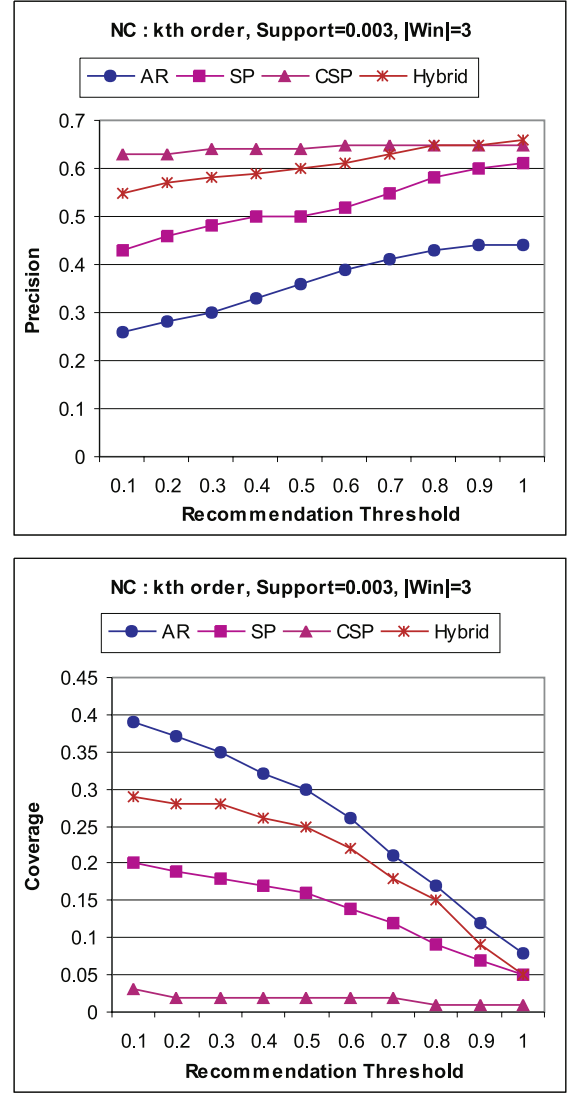 NC : kth order, Support=0.003, |Win|=3
AR SP CSP Hybrid
0.7
0.6
0.5
0.4
0.3
0.2
0.1
0
Precision
0.1 0.2 0.3 0.4 0.5 0.6 0.7 0.8 0.9 1
Recommendation Threshold
NC : kth order, Support=0.003, |Win|=3
AR SP CSP Hybrid
0.45
0.4
0.35
0.3
0.25
0.2
0.15
0.1
0.05
0
Coverage
0.1 0.2 0.3 0.4 0.5 0.6 0.7 0.8 0.9 1
Recommendation Threshold